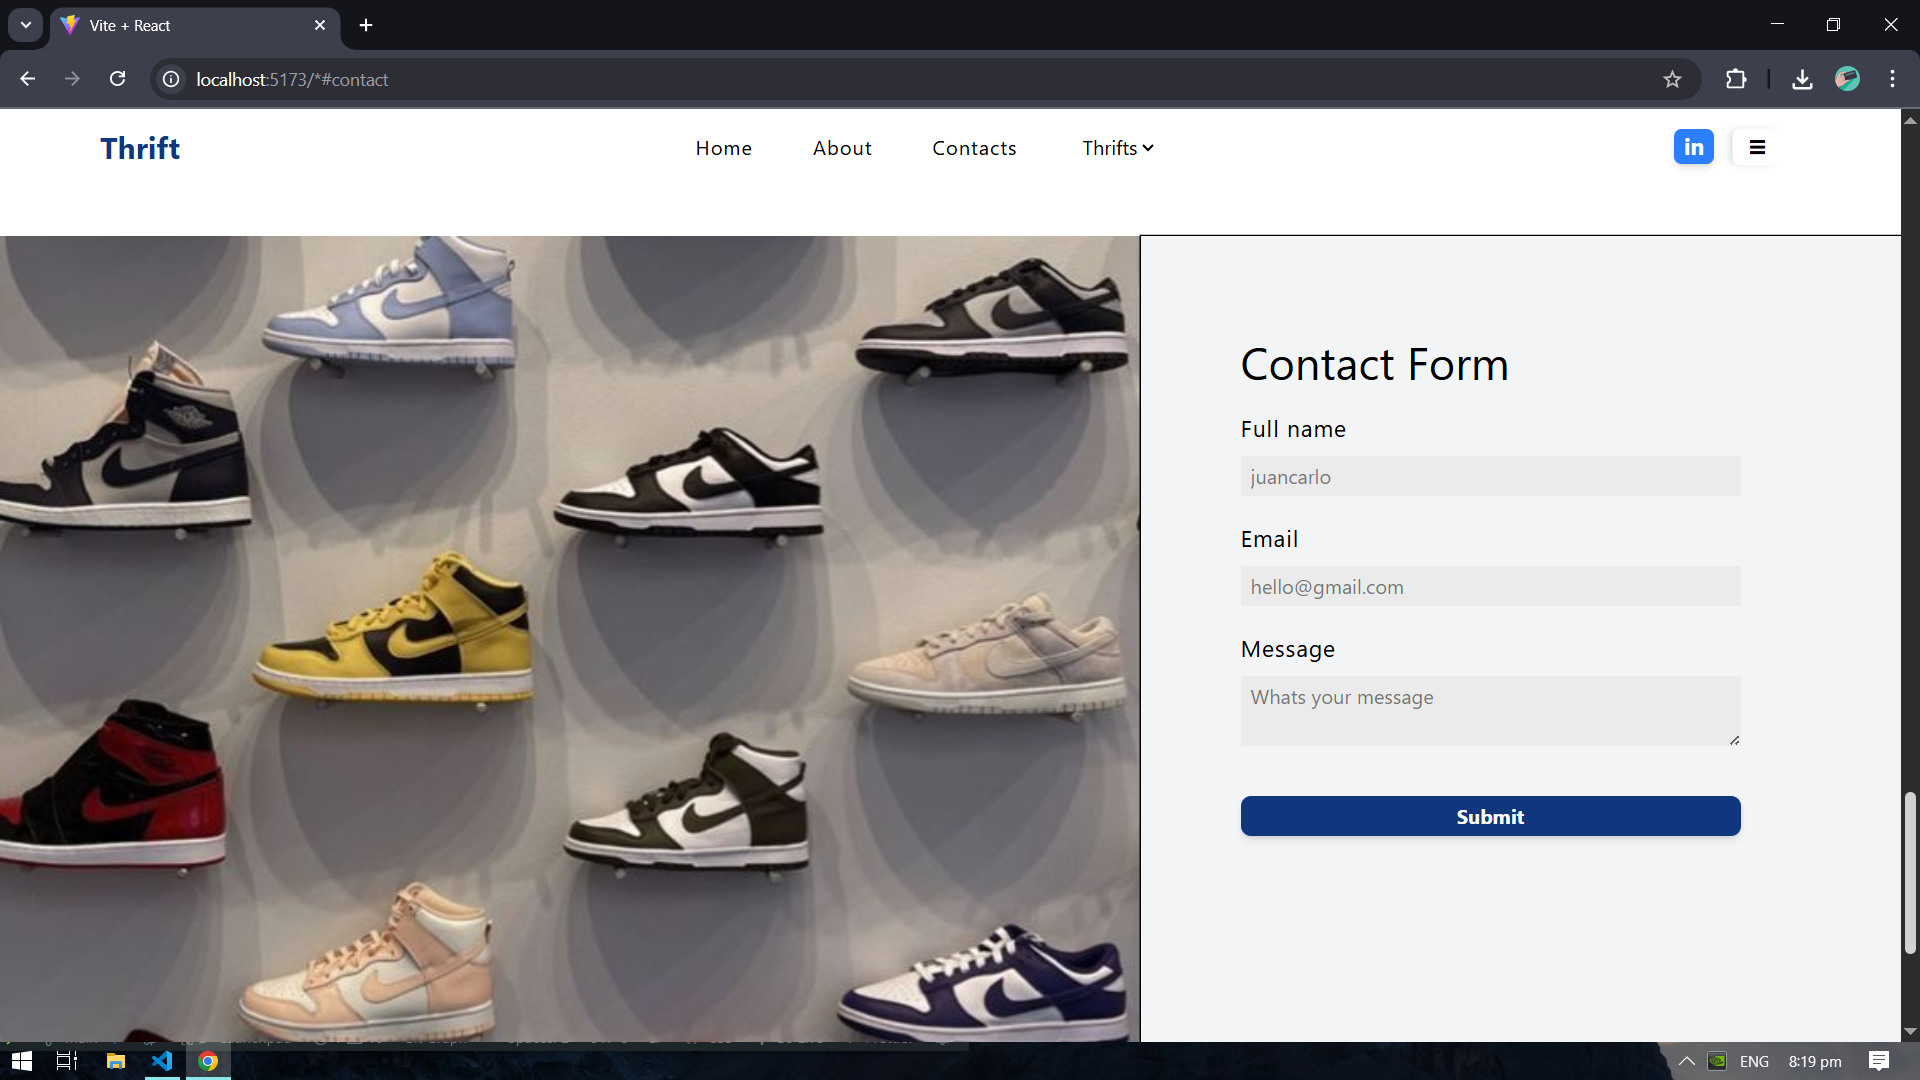 Vite + React
localhost:5173/*#contact
Thrift
Home
About
Contacts
Thrifts
in
Contact Form
Full name
juancarlo
Email
hello@gmail.com
Message
Whats your message
Submit
ENG
8:19 pm